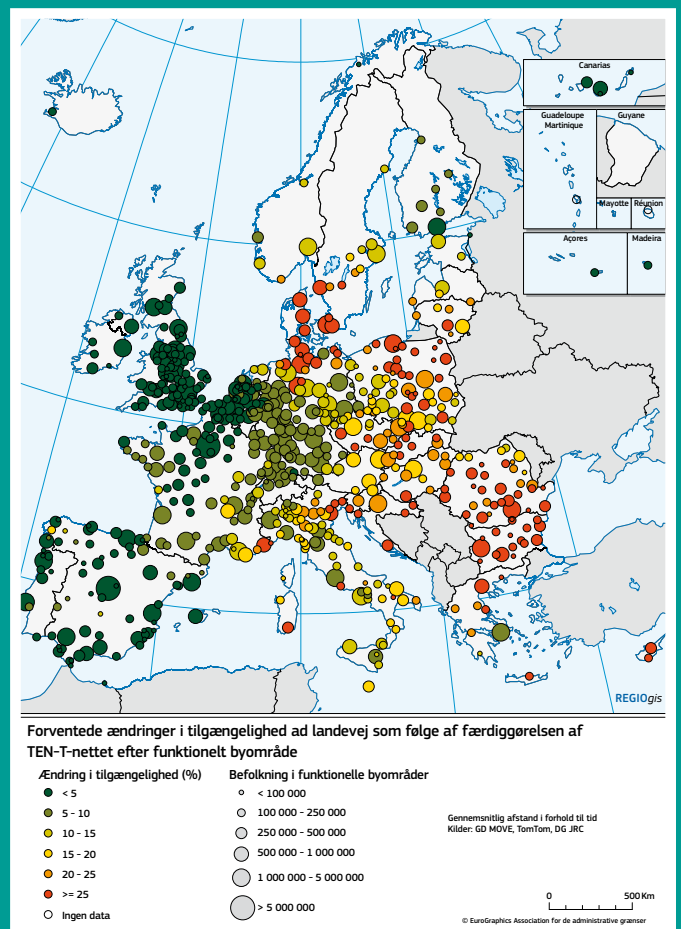 Canarias
Guadeloupe
Martinique
Guyane
Mayotte
Réunion
Açores
Madeira
REGIOgis
Forventede ændringer i tilgængelighed ad landevej som følge af færdiggørelsen af
TEN-T-nettet efter funktionelt byområde
Ændring i tilgængelighed (%)
< 5
5 - 10
10 - 15
15 - 20
20 - 25
>= 25
Ingen data
Befolkning i funktionelle byområder
< 100 000
100 000 - 250 000
250 000 - 500 000
500 000 - 1 000 000
1 000 000 - 5 000 000
> 5 000 000
Gennemsnitlig afstand i forhold til tid
Kilder: GD MOVE, TomTom, DG JRC
0 500 Km
© EuroGraphics Association for de administrative grænser